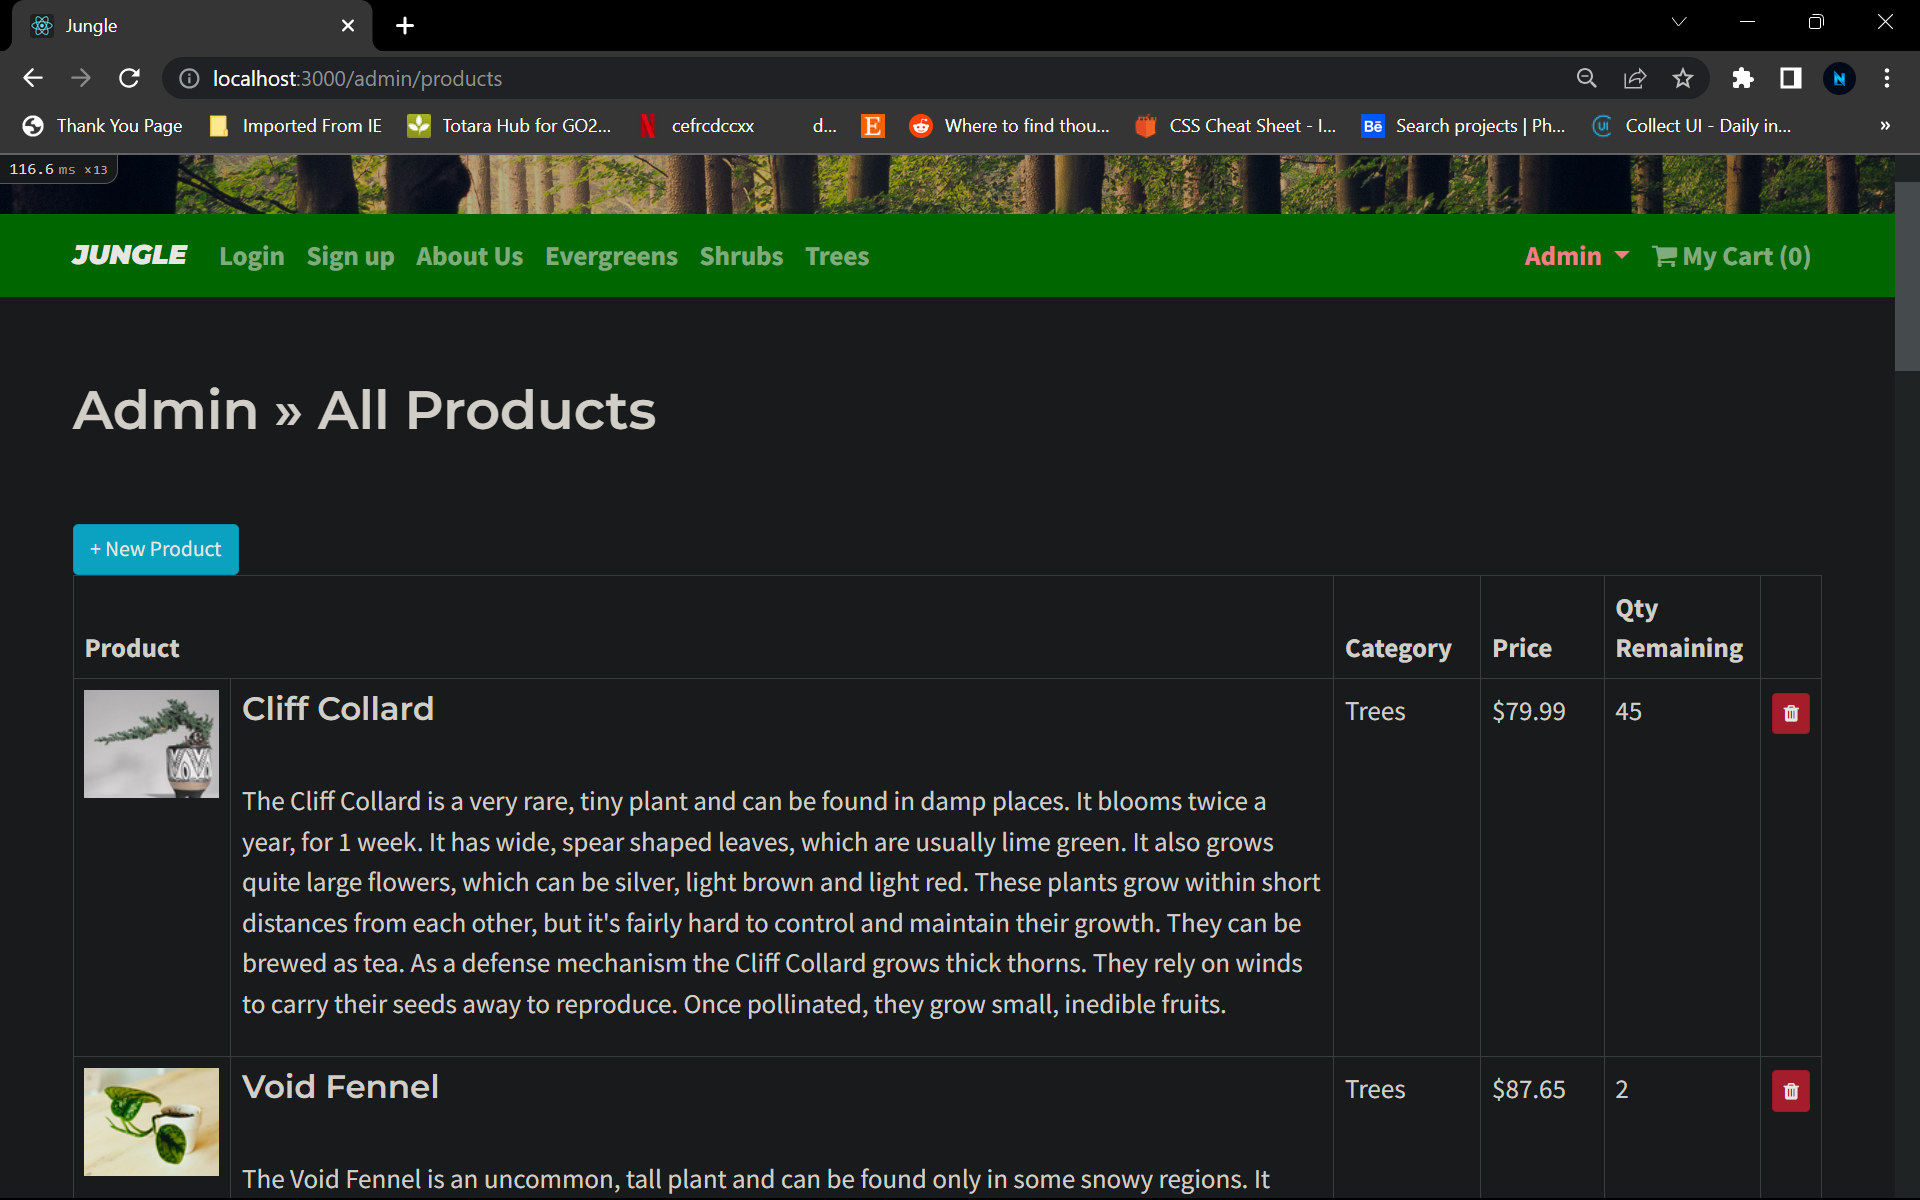 Jungle
localhost:3000/admin/products
Thank You Page Imported From IE Totara Hub for GO2... cefrcdccxx d... Where to find thou... CSS Cheat Sheet - I... Bē Search projects | Ph... UI Collect UI - Daily in... »
116.6 ms ×13
JUNGLE Login Sign up About Us Evergreens Shrubs Trees Admin My Cart (0)
Admin » All Products
+ New Product
Product Category Price Qty Remaining
Cliff Collard Trees $79.99 45
The Cliff Collard is a very rare, tiny plant and can be found in damp places. It blooms twice a
year, for 1 week. It has wide, spear shaped leaves, which are usually lime green. It also grows
quite large flowers, which can be silver, light brown and light red. These plants grow within short
distances from each other, but it's fairly hard to control and maintain their growth. They can be
brewed as tea. As a defense mechanism the Cliff Collard grows thick thorns. They rely on winds
to carry their seeds away to reproduce. Once pollinated, they grow small, inedible fruits.
Void Fennel Trees $87.65 2
The Void Fennel is an uncommon, tall plant and can be found only in some snowy regions. It